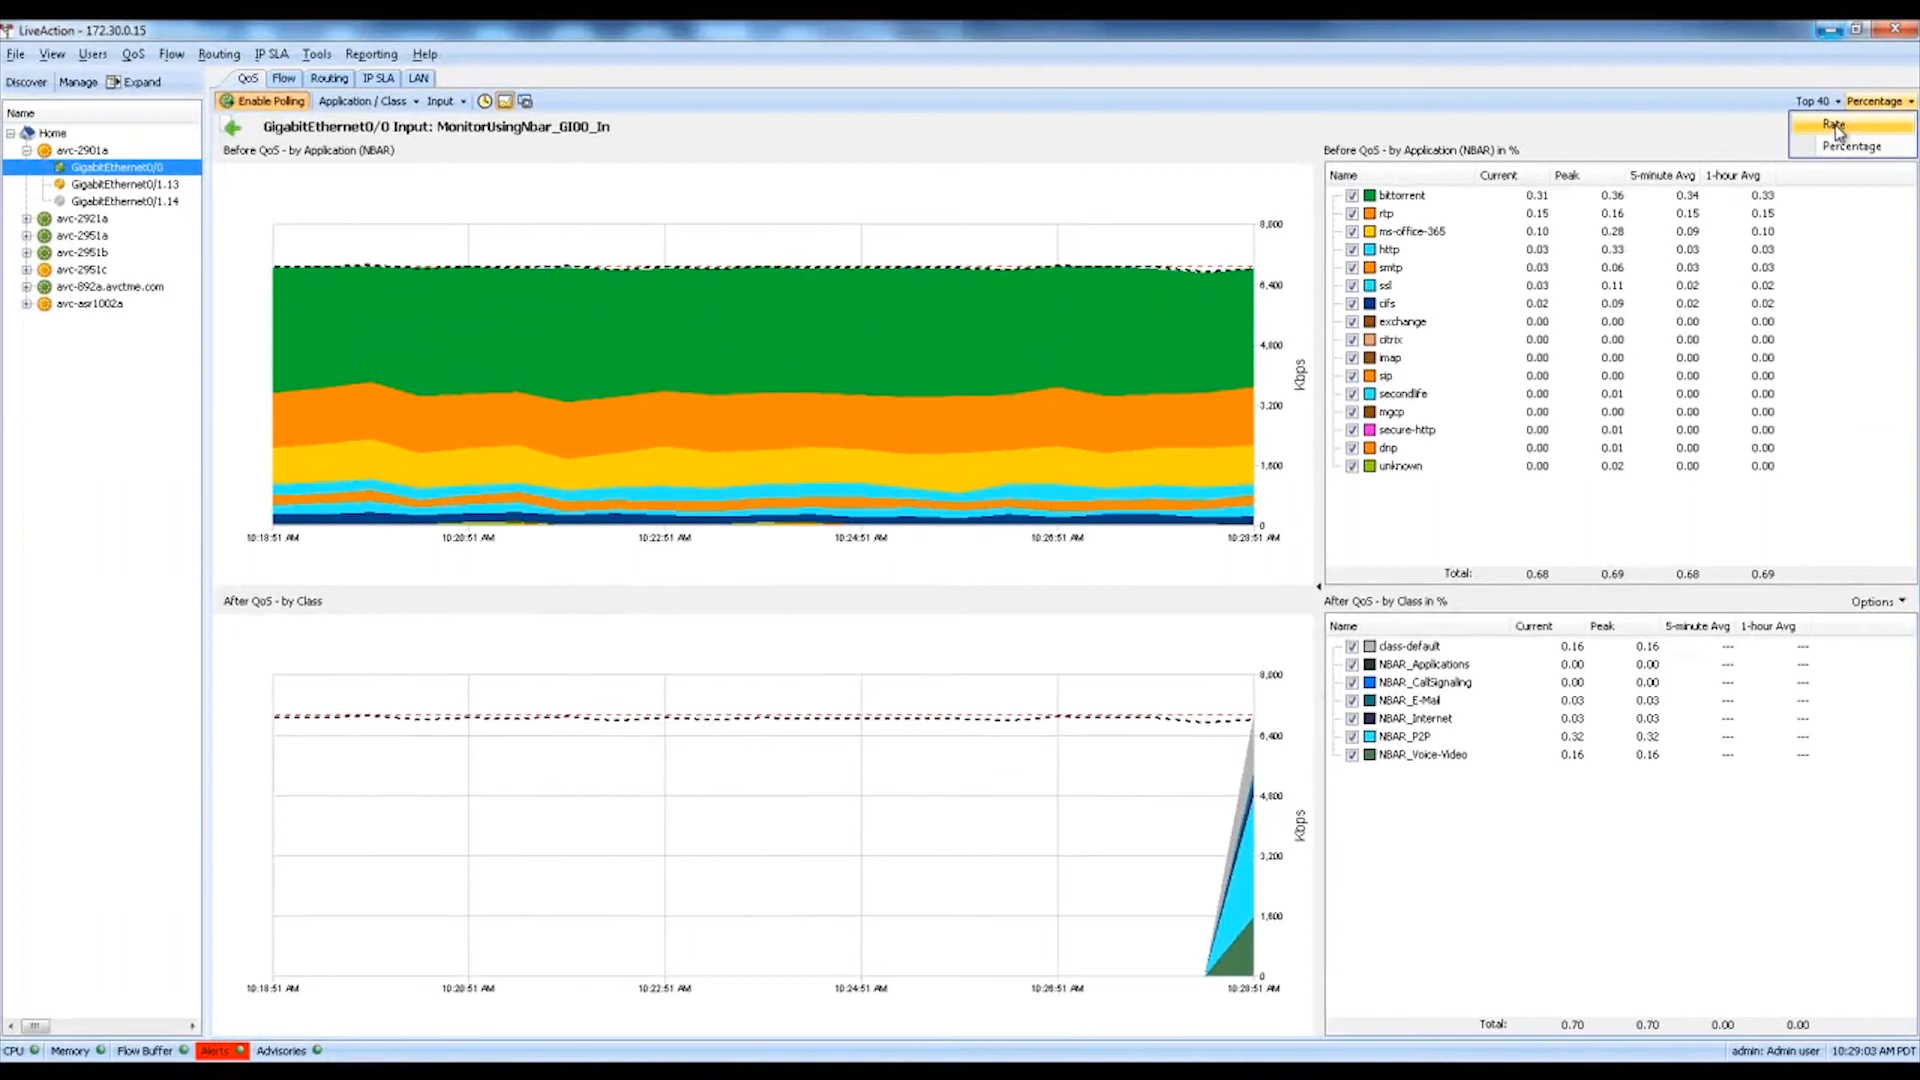 LiveAction - 172.30.0.15
File View Users QoS Flow Routing IP SLA Tools Reporting Help
Discover Manage Expand
QoS Flow Routing IP SLA LAN
Enable Polling Application / Class Input
Top 40 Percentage
Rate
Percentage
Name
Home
avc-2901a
GigabitEthernet0/0
GigabitEthernet0/1.13
GigabitEthernet0/1.14
avc-2921a
avc-2951a
avc-2951b
avc-2951c
avc-892a.avctme.com
avc-asr1002a
GigabitEthernet0/0 Input: MonitorUsingNbar_GI00_In
Before QoS - by Application (NBAR)
8,000
6,400
4,800
3,200
1,600
0
Kbps
10:18:51 AM 10:20:51 AM 10:22:51 AM 10:24:51 AM 10:26:51 AM 10:28:51 AM
Before QoS - by Application (NBAR) in %
Name Current Peak 5-minute Avg 1-hour Avg
bittorrent 0.31 0.36 0.34 0.33
rtp 0.15 0.16 0.15 0.15
ms-office-365 0.10 0.28 0.09 0.10
http 0.03 0.33 0.03 0.03
smtp 0.03 0.06 0.03 0.03
ssl 0.03 0.11 0.02 0.02
cifs 0.02 0.09 0.02 0.02
exchange 0.00 0.00 0.00 0.00
citrix 0.00 0.00 0.00 0.00
imap 0.00 0.00 0.00 0.00
sip 0.00 0.00 0.00 0.00
secondlife 0.00 0.01 0.00 0.00
mgcp 0.00 0.00 0.00 0.00
secure-http 0.00 0.01 0.00 0.00
dnp 0.00 0.01 0.00 0.00
unknown 0.00 0.02 0.00 0.00
Total: 0.68 0.69 0.68 0.69
After QoS - by Class
8,000
6,400
4,800
3,200
1,600
0
Kbps
10:18:51 AM 10:20:51 AM 10:22:51 AM 10:24:51 AM 10:26:51 AM 10:28:51 AM
After QoS - by Class in % Options
Name Current Peak 5-minute Avg 1-hour Avg
class-default 0.16 0.16 --- ---
NBAR_Applications 0.00 0.00 --- ---
NBAR_CallSignaling 0.00 0.00 --- ---
NBAR_E-Mail 0.03 0.03 --- ---
NBAR_Internet 0.03 0.03 --- ---
NBAR_P2P 0.32 0.32 --- ---
NBAR_Voice-Video 0.16 0.16 --- ---
Total: 0.70 0.70 0.00 0.00
CPU Memory Flow Buffer Alerts Advisories
admin: Admin user 10:29:03 AM PDT